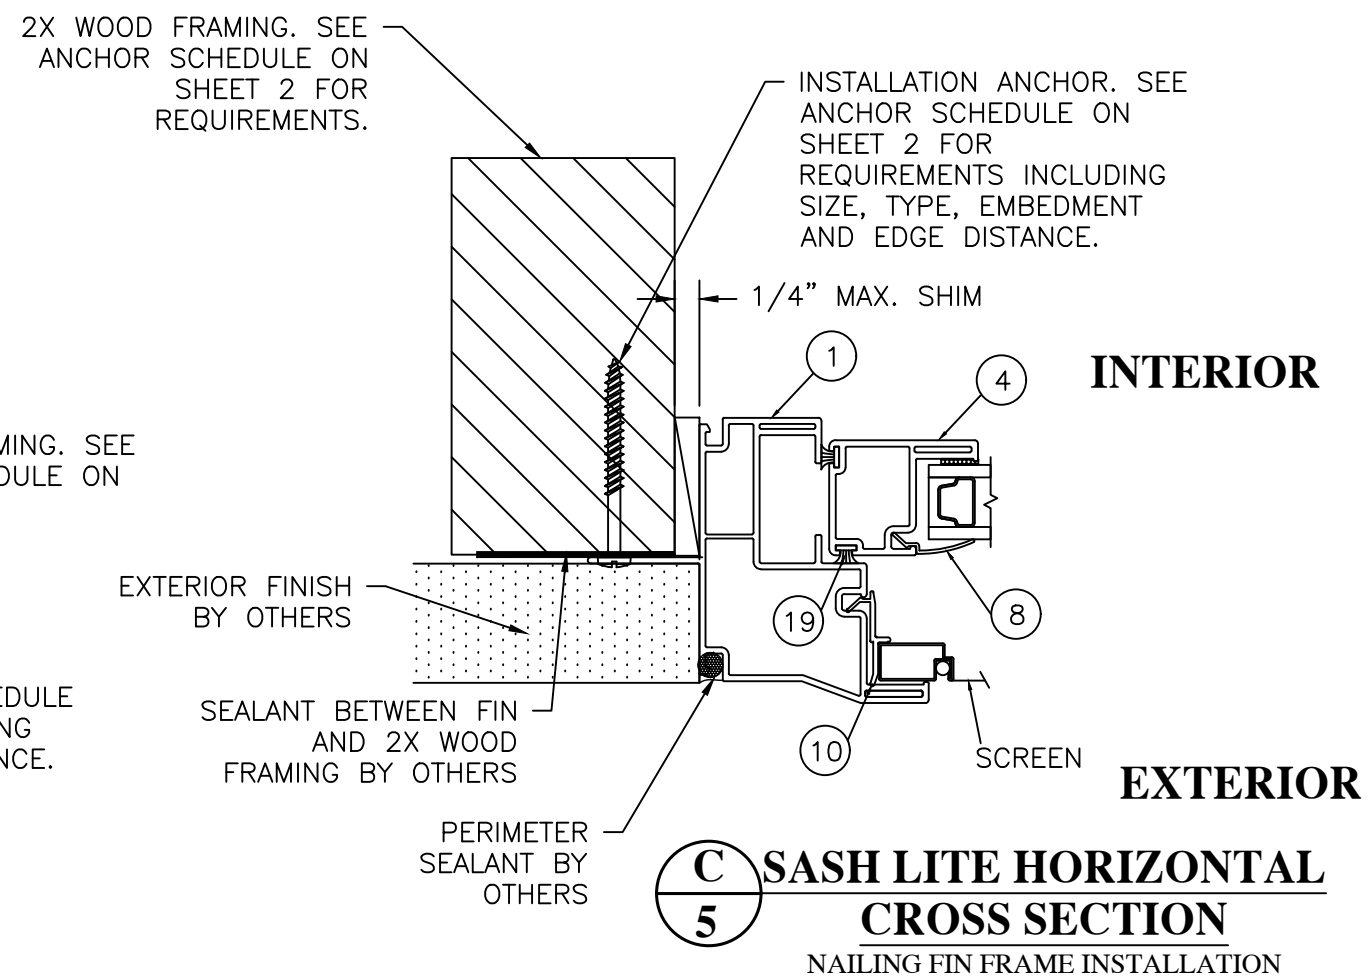 2X WOOD FRAMING. SEE
ANCHOR SCHEDULE ON
SHEET 2 FOR
REQUIREMENTS.
INSTALLATION ANCHOR. SEE
ANCHOR SCHEDULE ON
SHEET 2 FOR
REQUIREMENTS INCLUDING
SIZE, TYPE, EMBEDMENT
AND EDGE DISTANCE.
1/4" MAX. SHIM
1
4
INTERIOR
MING. SEE
DULE ON
EXTERIOR FINISH
BY OTHERS
19
8
EDULE
NG
NCE.
SEALANT BETWEEN FIN
AND 2X WOOD
FRAMING BY OTHERS
10
SCREEN
EXTERIOR
PERIMETER
SEALANT BY
OTHERS
C
5
SASH LITE HORIZONTAL
CROSS SECTION
NAILING FIN FRAME INSTALLATION